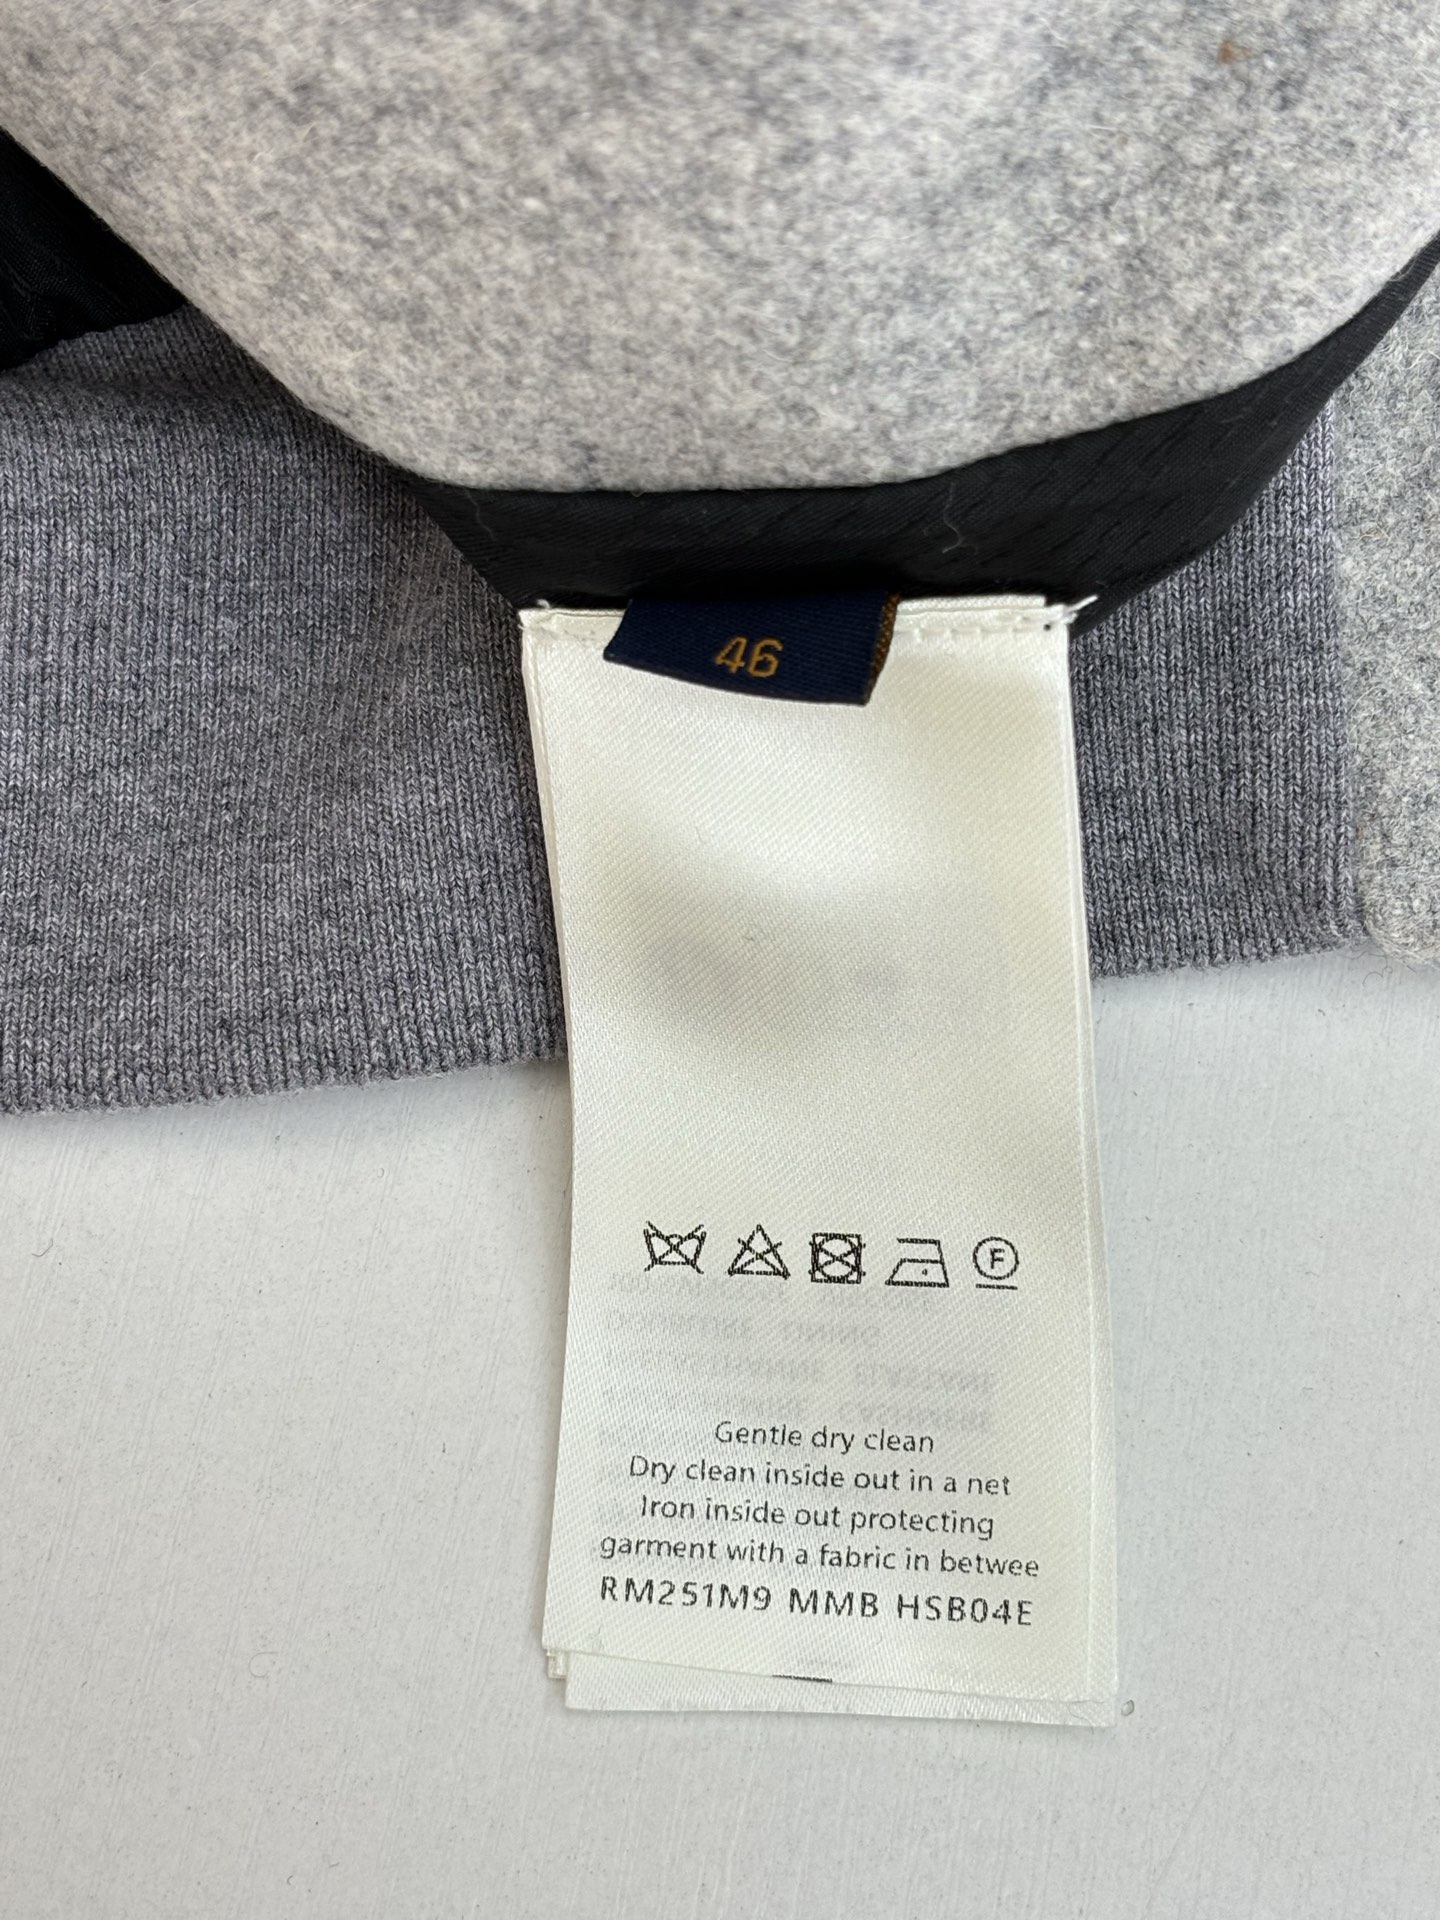 46
F
Gentle dry clean
Dry clean inside out in a net
Iron inside out protecting
garment with a fabric in betwee
RM251M9 MMB HSB04E